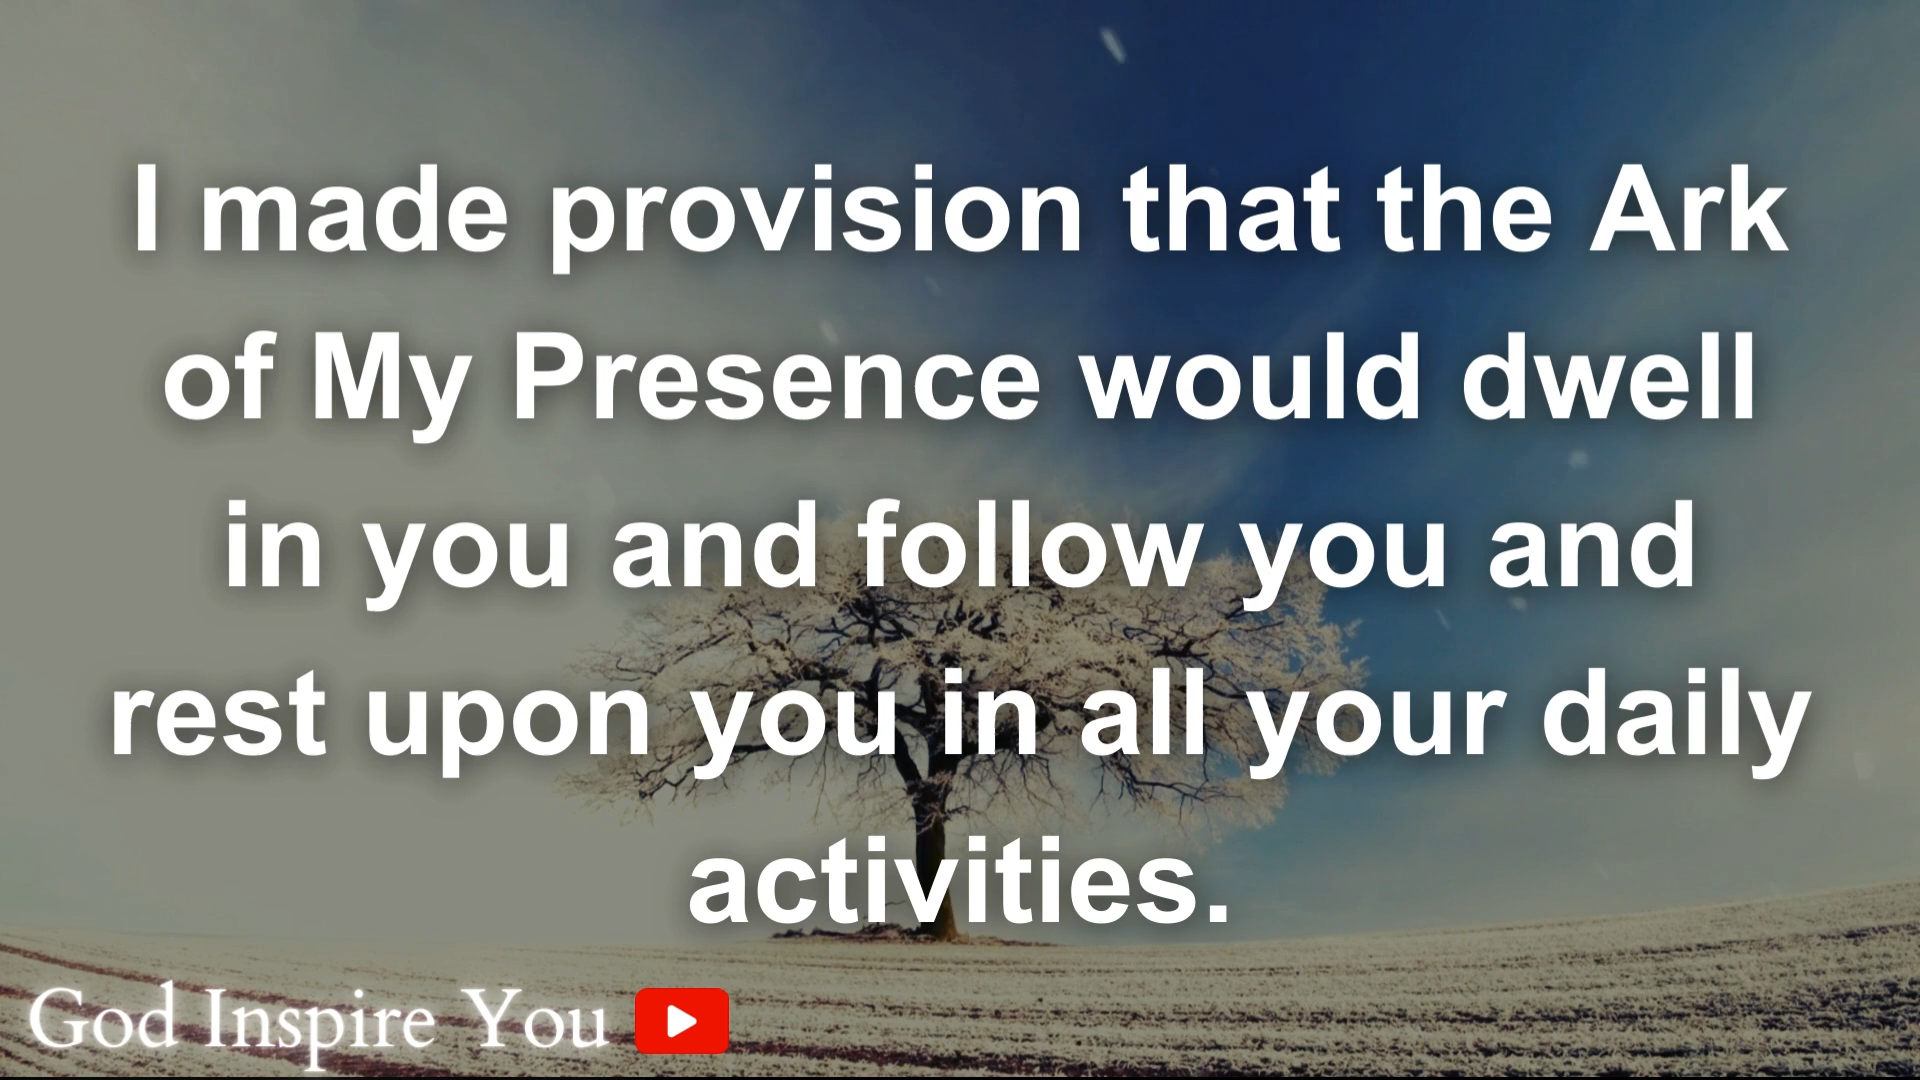 I made provision that the Ark
of My Presence would dwell
in you and follow you and
rest upon you in all your daily
activities.
God Inspire You